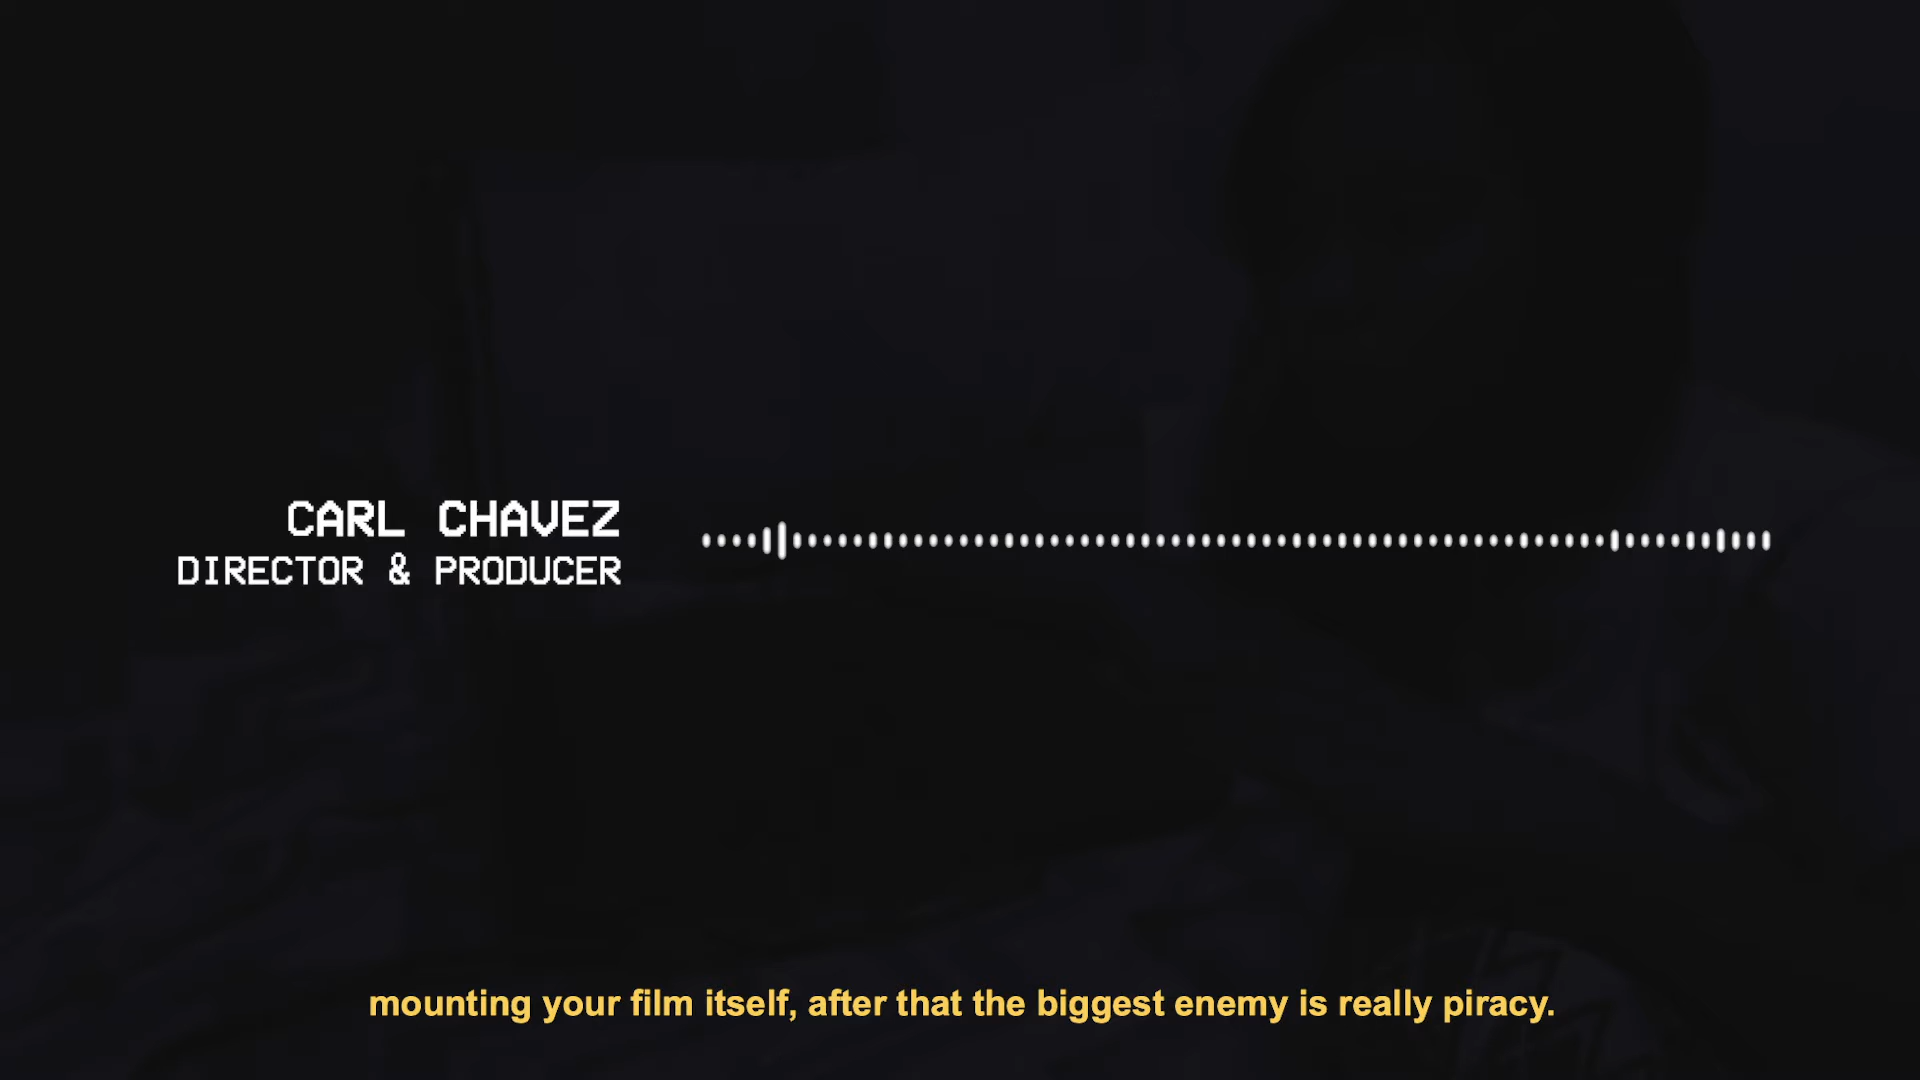 CARL CHAVEZ
DIRECTOR & PRODUCER
mounting your film itself, after that the biggest enemy is really piracy.